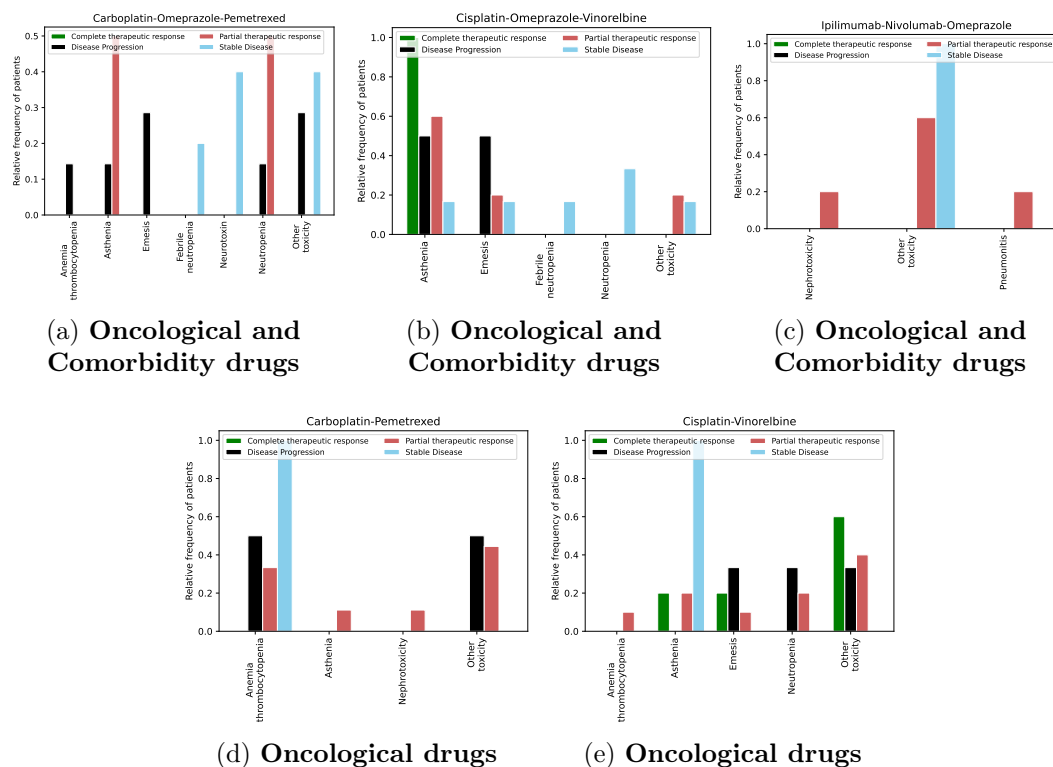 Carboplatin-Omeprazole-Pemetrexed
Complete therapeutic response
Disease Progression
Partial therapeutic response
Stable Disease
Relative frequency of patients
0.5
0.4
0.3
0.2
0.1
0.0
Anemia
thrombocytopenia
Asthenia
Emesis
Febrile
neutropenia
Neurotoxin
Neutropenia
Other
toxicity
(a) Oncological and
Comorbidity drugs
Cisplatin-Omeprazole-Vinorelbine
Complete therapeutic response
Disease Progression
Partial therapeutic response
Stable Disease
Relative frequency of patients
1.0
0.8
0.6
0.4
0.2
0.0
Asthenia
Emesis
Febrile
neutropenia
Neutropenia
Other
toxicity
(b) Oncological and
Comorbidity drugs
Ipilimumab-Nivolumab-Omeprazole
Complete therapeutic response
Disease Progression
Partial therapeutic response
Stable Disease
Relative frequency of patients
1.0
0.8
0.6
0.4
0.2
0.0
Nephrotoxicity
Other
toxicity
Pneumonitis
(c) Oncological and
Comorbidity drugs
Carboplatin-Pemetrexed
Complete therapeutic response
Disease Progression
Partial therapeutic response
Stable Disease
Relative frequency of patients
1.0
0.8
0.6
0.4
0.2
0.0
Anemia
thrombocytopenia
Asthenia
Nephrotoxicity
Other
toxicity
(d) Oncological drugs
Cisplatin-Vinorelbine
Complete therapeutic response
Disease Progression
Partial therapeutic response
Stable Disease
Relative frequency of patients
1.0
0.8
0.6
0.4
0.2
0.0
Anemia
thrombocytopenia
Asthenia
Emesis
Neutropenia
Other
toxicity
(e) Oncological drugs